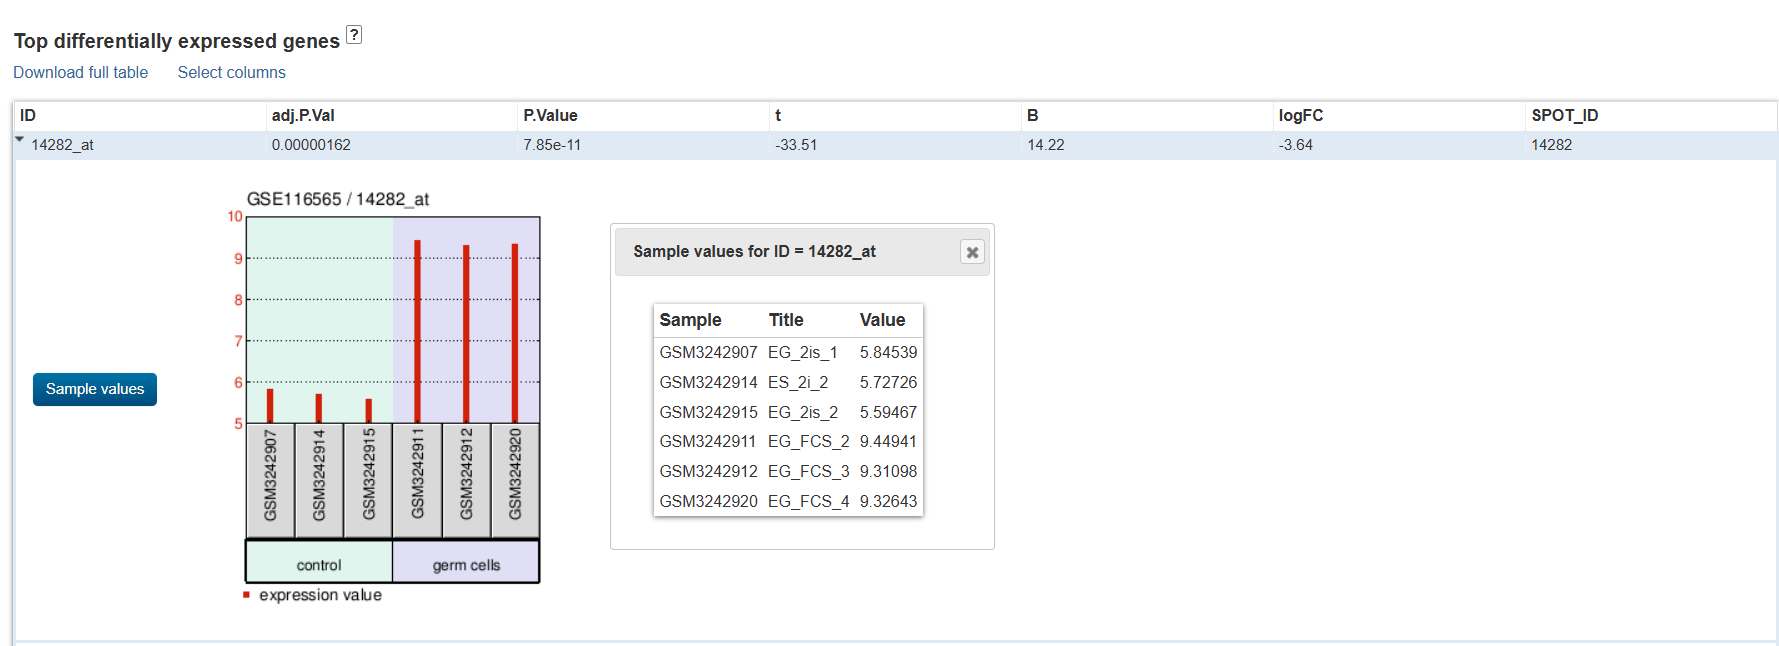 Top differentially expressed genes ?
Download full table Select columns
ID adj.P.Val P.Value t B logFC SPOT_ID
14282_at 0.00000162 7.85e-11 -33.51 14.22 -3.64 14282
GSE116565 / 14282_at
10
9
8
7
6
5
GSM3242907
GSM3242914
GSM3242915
GSM3242911
GSM3242912
GSM3242920
control germ cells
expression value
Sample values
Sample values for ID = 14282_at
Sample Title Value
GSM3242907 EG_2is_1 5.84539
GSM3242914 ES_2i_2 5.72726
GSM3242915 EG_2is_2 5.59467
GSM3242911 EG_FCS_2 9.44941
GSM3242912 EG_FCS_3 9.31098
GSM3242920 EG_FCS_4 9.32643